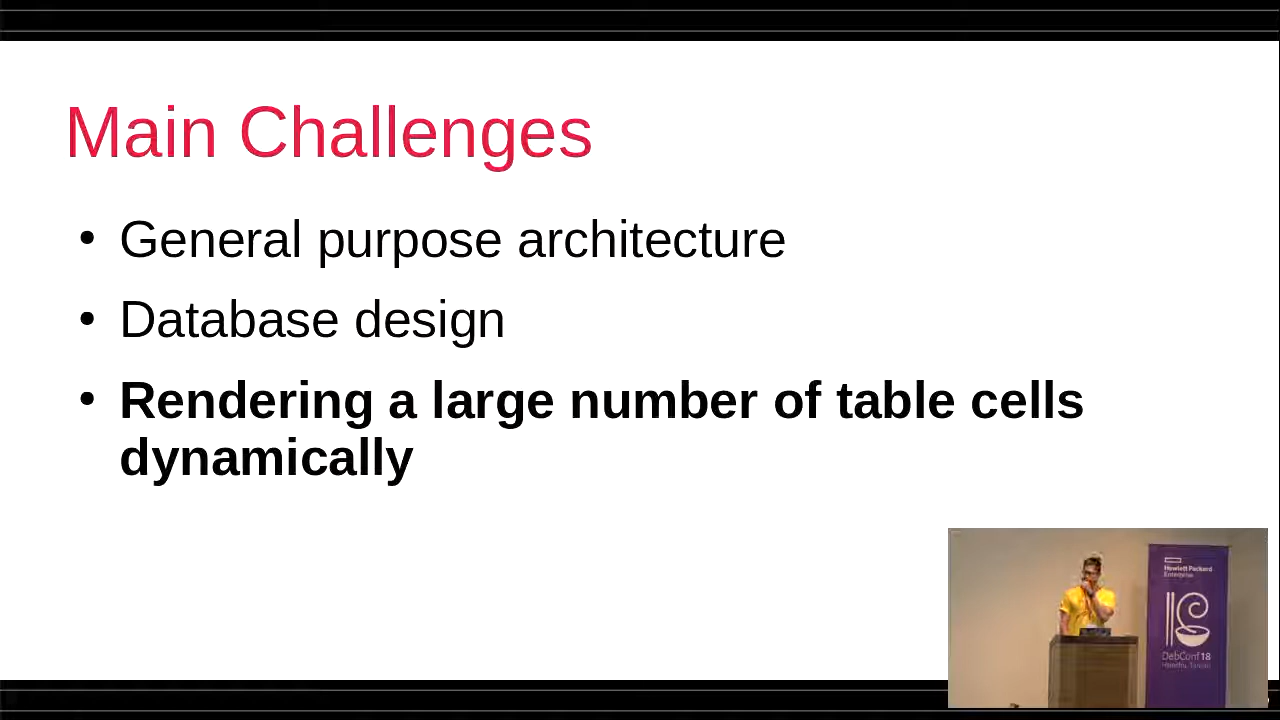 Main Challenges
• General purpose architecture
• Database design
• Rendering a large number of table cells
dynamically
Hewlett Packard
Enterprise
DebConf18
Hsinchu, Taiwan